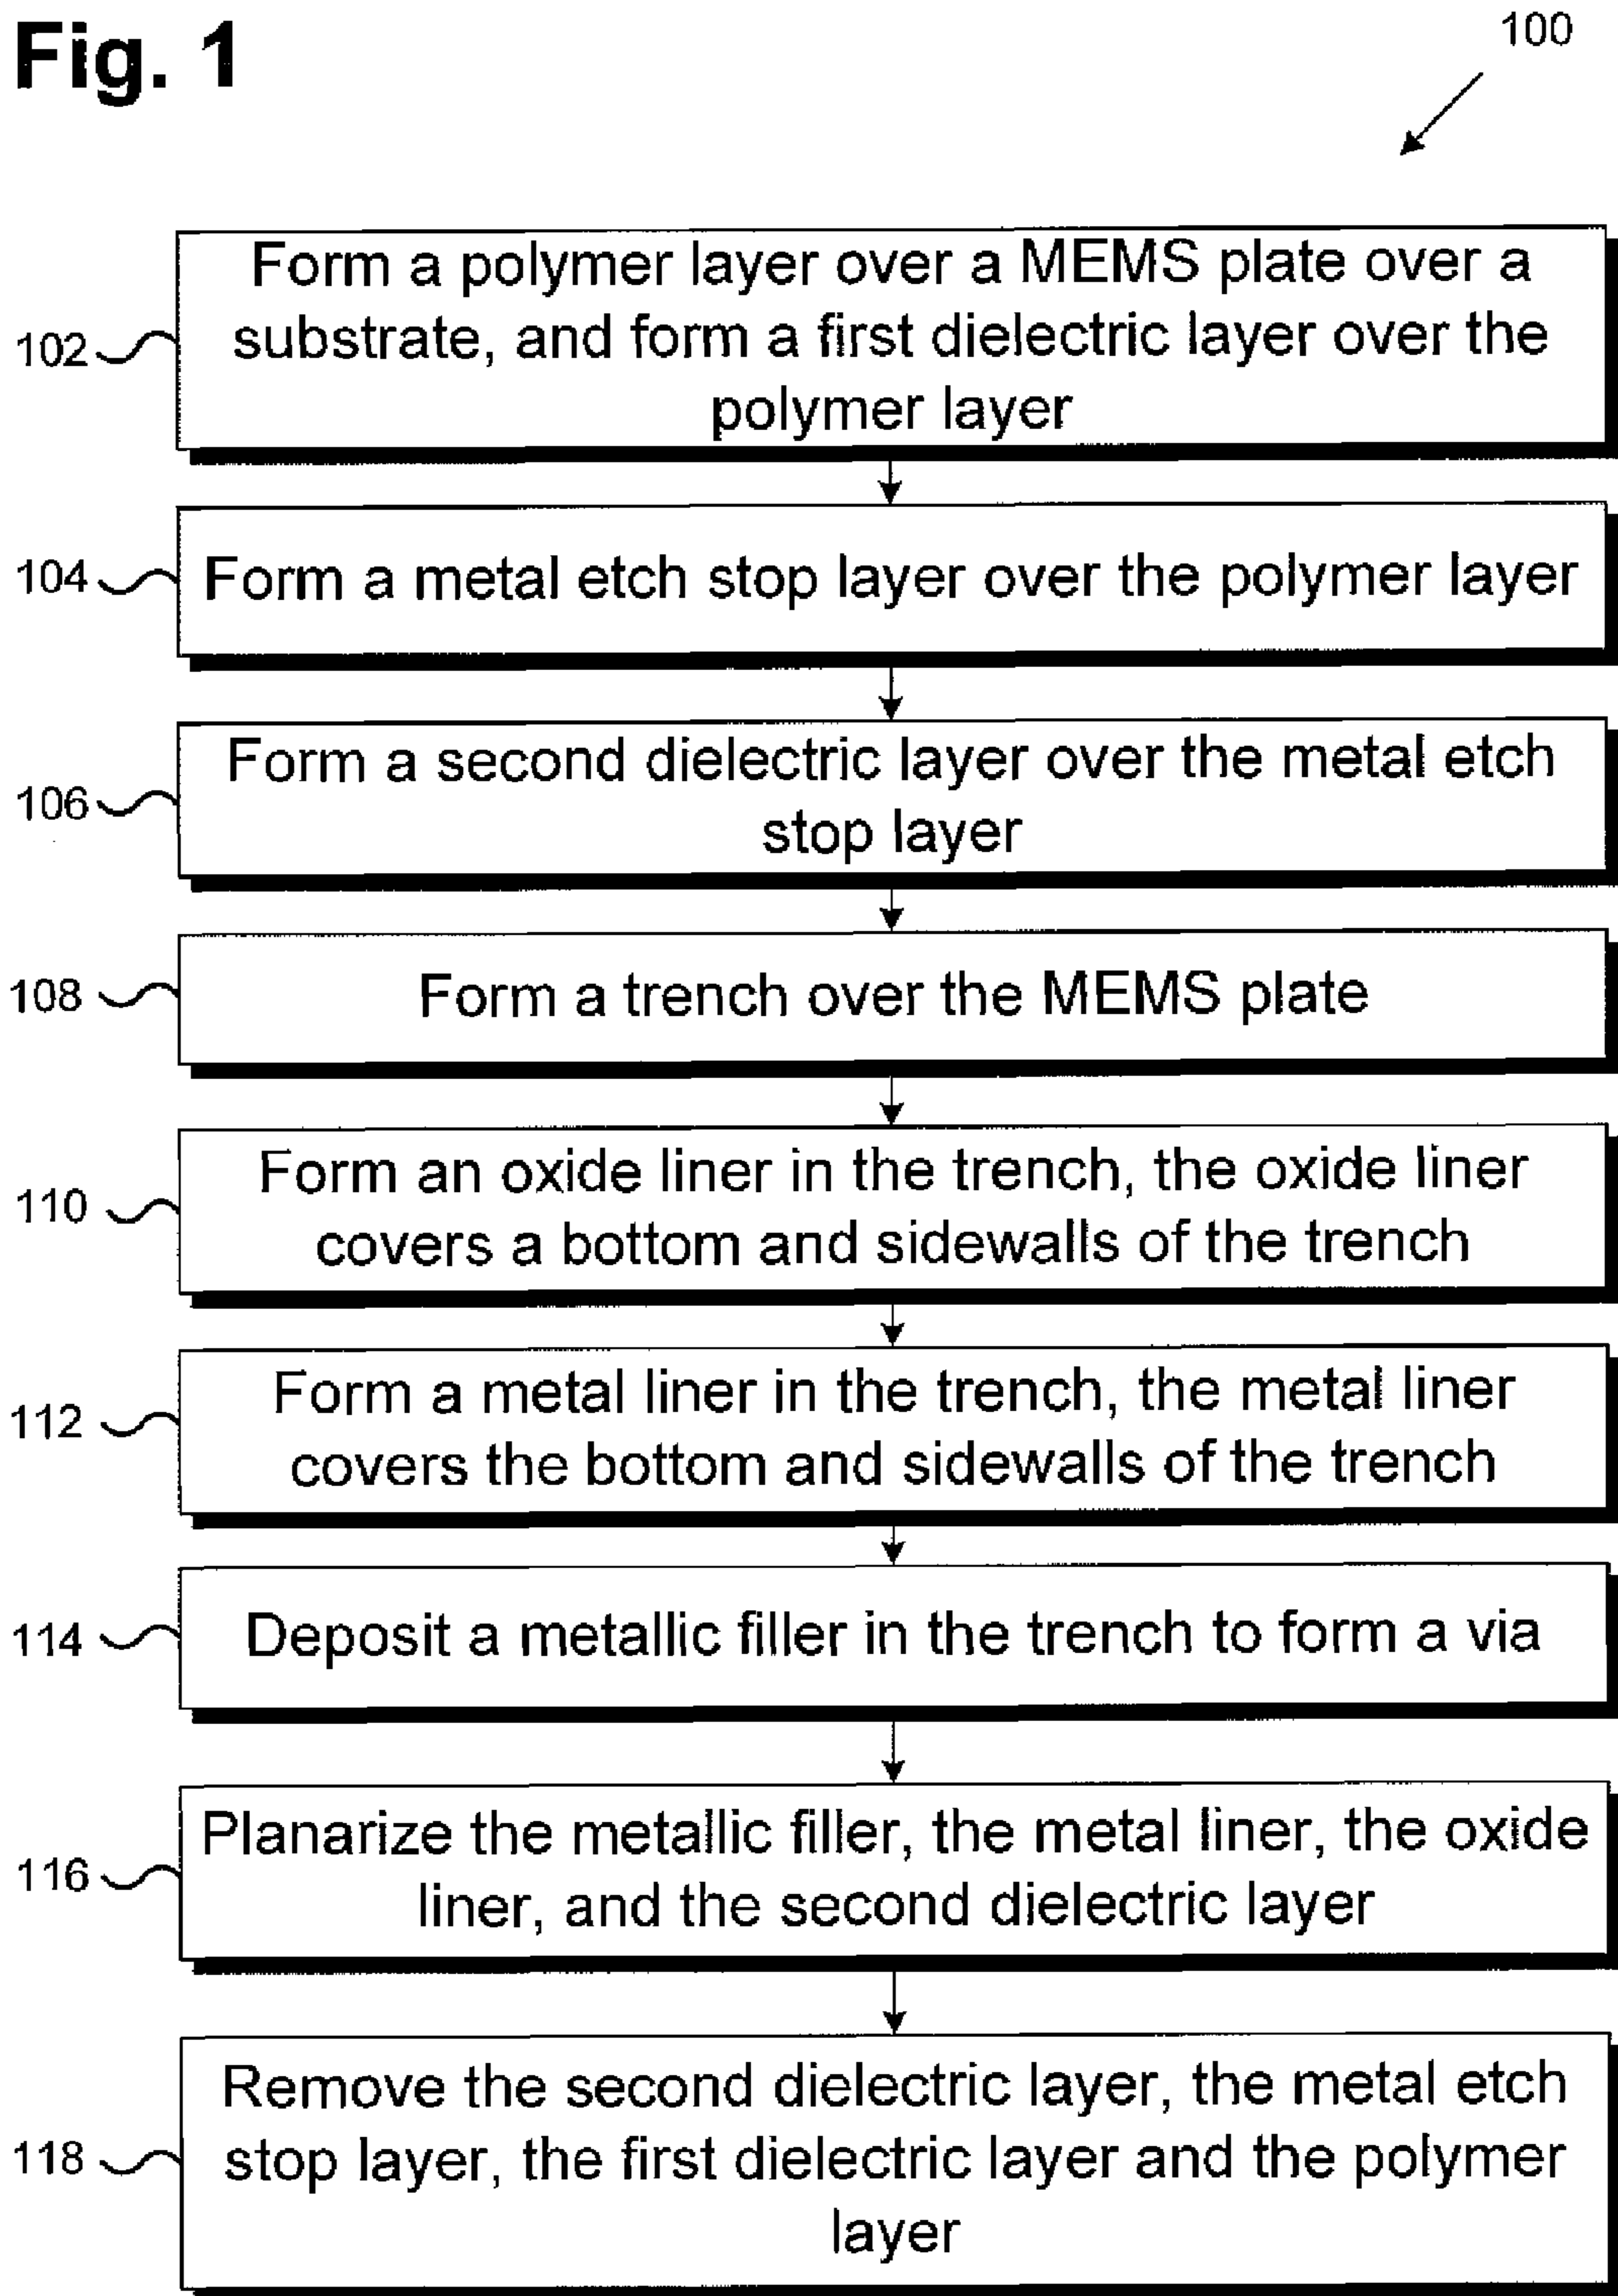 Fig. 1
100
102
Form a polymer layer over a MEMS plate over a
substrate, and form a first dielectric layer over the
polymer layer
104
Form a metal etch stop layer over the polymer layer
106
Form a second dielectric layer over the metal etch
stop layer
108
Form a trench over the MEMS plate
110
Form an oxide liner in the trench, the oxide liner
covers a bottom and sidewalls of the trench
112
Form a metal liner in the trench, the metal liner
covers the bottom and sidewalls of the trench
114
Deposit a metallic filler in the trench to form a via
116
Planarize the metallic filler, the metal liner, the oxide
liner, and the second dielectric layer
118
Remove the second dielectric layer, the metal etch
stop layer, the first dielectric layer and the polymer
layer